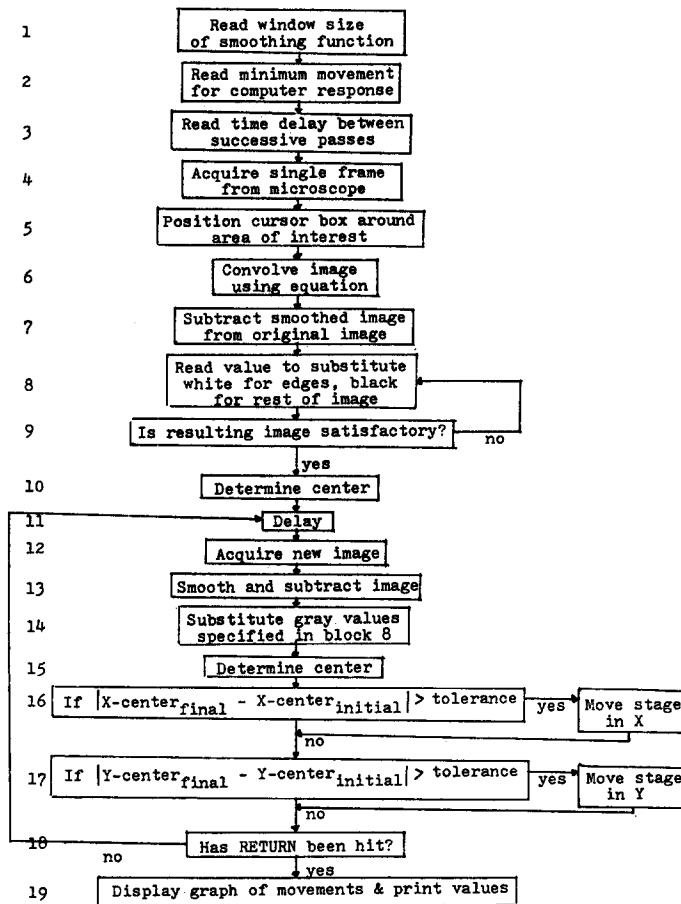 1 Read window size
of smoothing function
2 Read minimum movement
for computer response
3 Read time delay between
successive passes
4 Acquire single frame
from microscope
5 Position cursor box around
area of interest
6 Convolve image
using equation
7 Subtract smoothed image
from original image
8 Read value to substitute
white for edges, black
for rest of image
9 Is resulting image satisfactory? no
yes
10 Determine center
11 Delay
12 Acquire new image
13 Smooth and subtract image
14 Substitute gray values
specified in block 8
15 Determine center
16 If |X-center final - X-center initial| > tolerance yes Move stage
in X
no
17 If |Y-center final - Y-center initial| > tolerance yes Move stage
in Y
no
18 Has RETURN been hit?
no
yes
19 Display graph of movements & print values